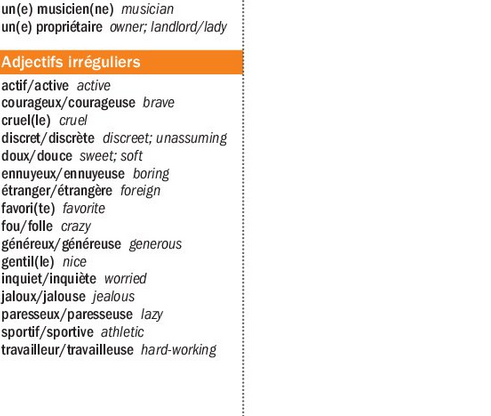 un(e) musicien(ne) musician
un(e) propriétaire owner; landlord/lady
Adjectifs irréguliers
actif/active active
courageux/courageuse brave
cruel(le) cruel
discret/discrète discreet; unassuming
doux/douce sweet; soft
ennuyeux/ennuyeuse boring
étranger/étrangère foreign
favori(te) favorite
fou/folle crazy
généreux/généreuse generous
gentil(le) nice
inquiet/inquiète worried
jaloux/jalouse jealous
paresseux/paresseuse lazy
sportif/sportive athletic
travailleur/travailleuse hard-working